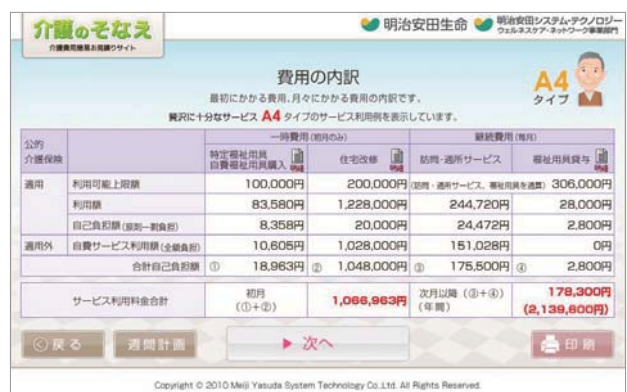 介護のそなえ
介護費用簡易お見積りサイト
明治安田生命
明治安田システム・テクノロジー
ウェルネスケア・ネットワーク事業部門
費用の内訳
最初にかかる費用、月々にかかる費用の内訳です。
贅沢に十分なサービス A4 タイプのサービス利用例を表示しています。
A4
タイプ
公的
介護保険
一時費用(初月のみ)
継続費用(毎月)
特定福祉用具
自費福祉用具購入 明細
住宅改修 明細
訪問・通所サービス
福祉用具貸与 明細
適用 利用可能上限額 100,000円 200,000円 (訪問・通所サービス、福祉用具を通算) 306,000円
利用額 83,580円 1,228,000円 244,720円 28,000円
自己負担額(原則一割負担) 8,358円 20,000円 24,472円 2,800円
適用外 自費サービス利用額(全額負担) 10,605円 1,028,000円 151,028円 0円
合計自己負担額 ① 18,963円 ② 1,048,000円 ③ 175,500円 ④ 2,800円
サービス利用料金合計
初月
(①+②)
1,066,963円
次月以降(③+④)
(年間)
178,300円
(2,139,600円)
戻る
週間計画
次へ
印刷
Copyright © 2010 Meiji Yasuda System Technology Co.,Ltd. All Rights Reserved.